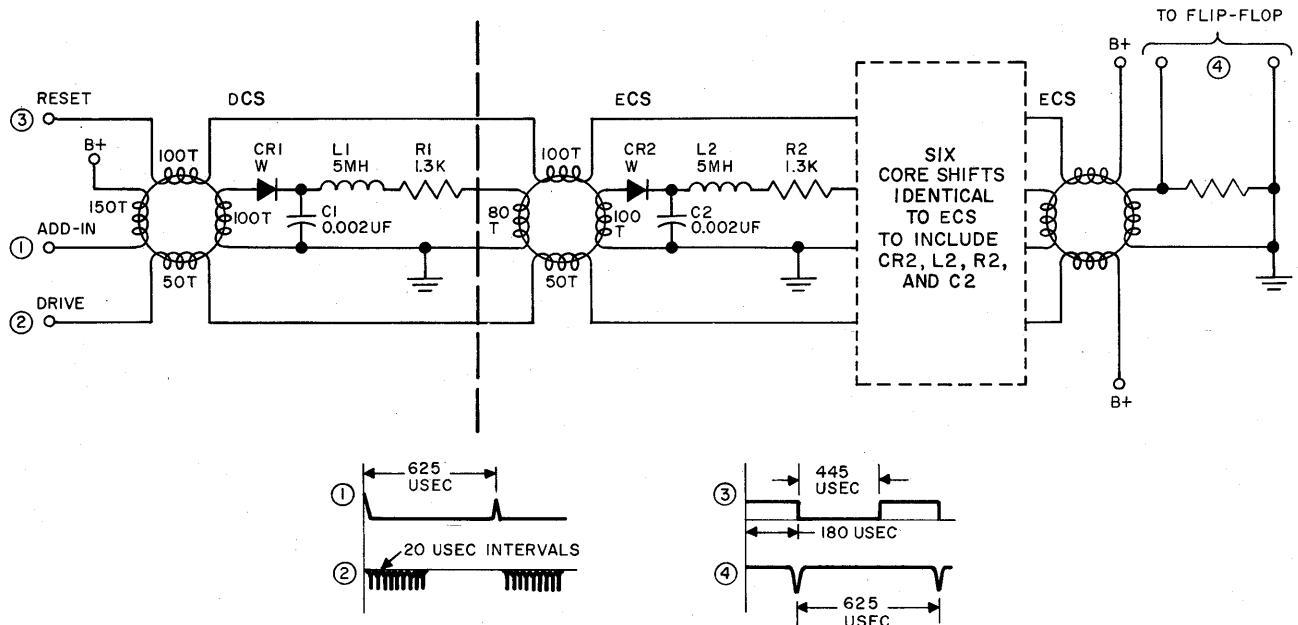 TO FLIP-FLOP
B+
④
③ RESET
DCS
ECS
ECS
B+
100T
CR1
W
L1
5MH
R1
1.3K
100T
CR2
W
L2
5MH
R2
1.3K
SIX
CORE SHIFTS
IDENTICAL
TO ECS
TO INCLUDE
CR2, L2, R2,
AND C2
150T
100T
C1
0.002UF
80
T
100
T
C2
0.002UF
① ADD-IN
50T
50T
② DRIVE
B+
①
625
USEC
②
20 USEC INTERVALS
③
445
USEC
180 USEC
④
625
USEC